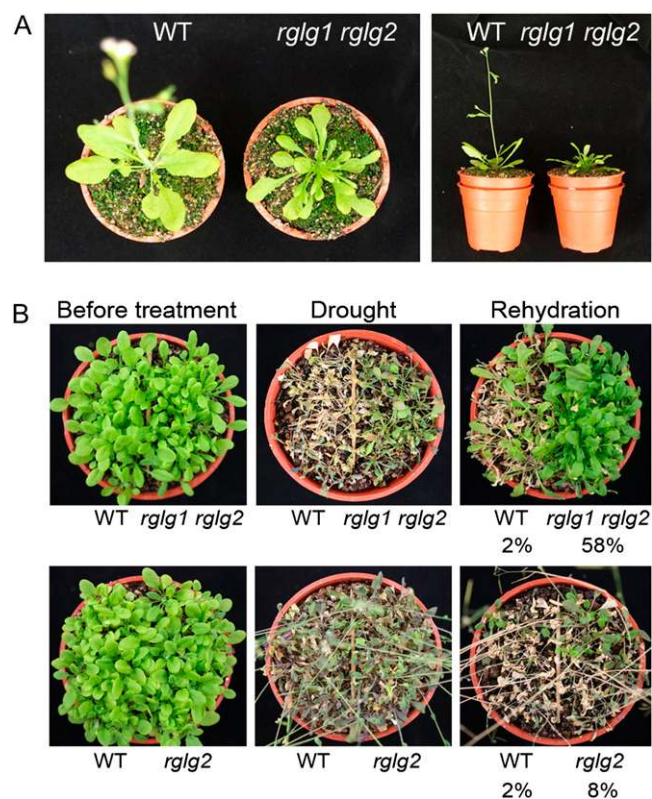 A
WT rglg1 rglg2
WT rglg1 rglg2
B
Before treatment Drought Rehydration
WT rglg1 rglg2 WT rglg1 rglg2 WT rglg1 rglg2
2% 58%
WT rglg2 WT rglg2 WT rglg2
2% 8%